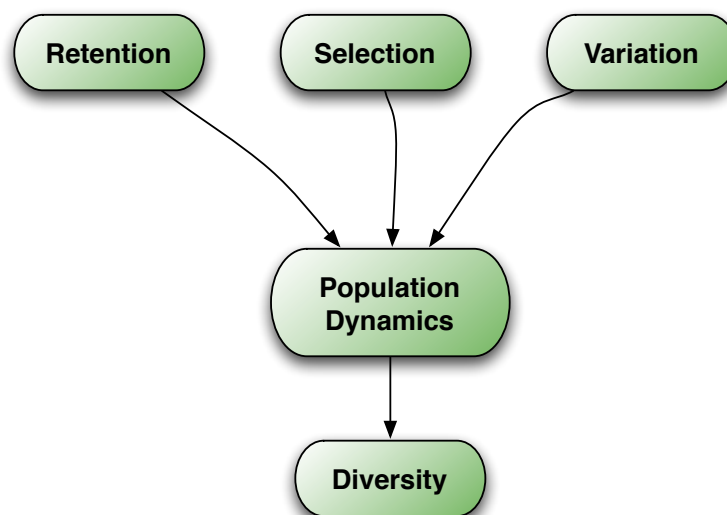 Retention
Selection
Variation
Population
Dynamics
Diversity